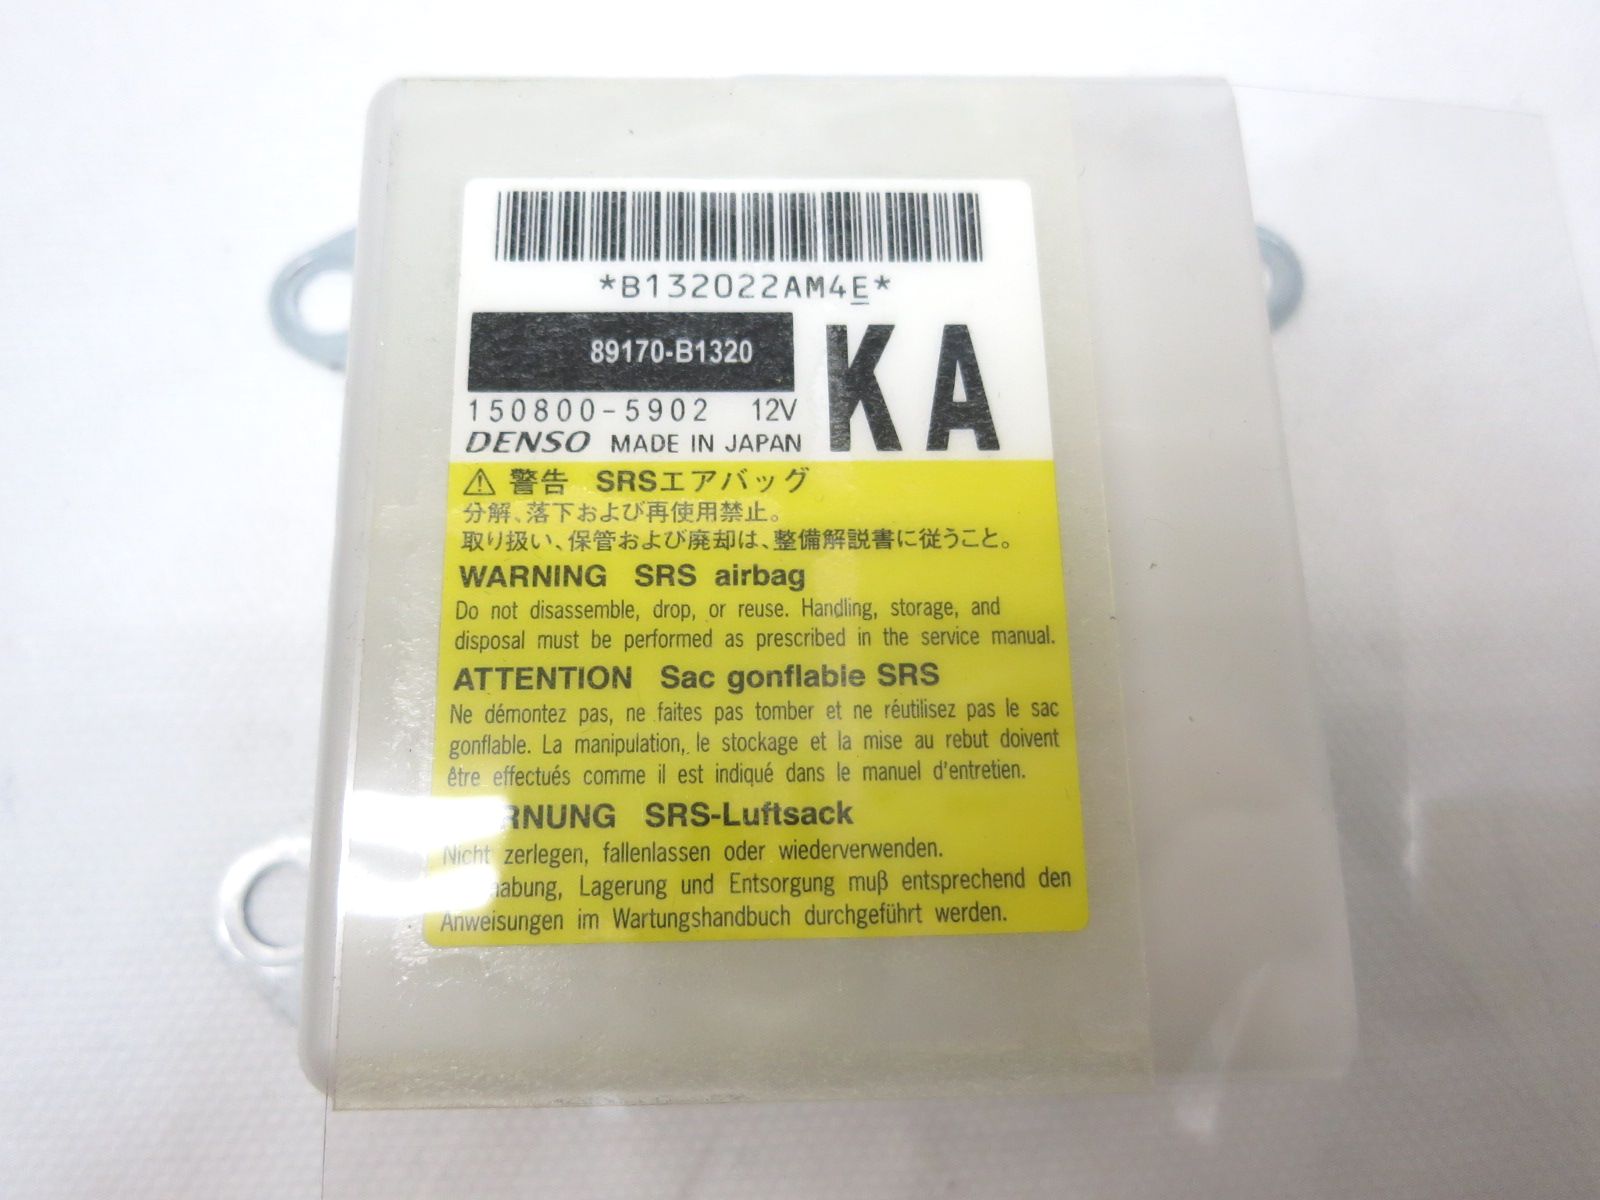 *B132022AM4E*
89170-B1320
KA
150800-5902 12V
DENSO MADE IN JAPAN
⚠ 警告 SRSエアバッグ
分解、落下および再使用禁止。
取り扱い、保管および廃却は、整備解説書に従うこと。
WARNING SRS airbag
Do not disassemble, drop, or reuse. Handling, storage, and
disposal must be performed as prescribed in the service manual.
ATTENTION Sac gonflable SRS
Ne démontez pas, ne faites pas tomber et ne réutilisez pas le sac
gonflable. La manipulation, le stockage et la mise au rebut doivent
être effectués comme il est indiqué dans le manuel d'entretien.
SRS-Luftsack
Nicht zerlegen, fallenlassen oder wiederverwenden.
Lagerung und Entsorgung muß entsprechend den
Anweisungen im Wartungshandbuch durchgeführt werden.